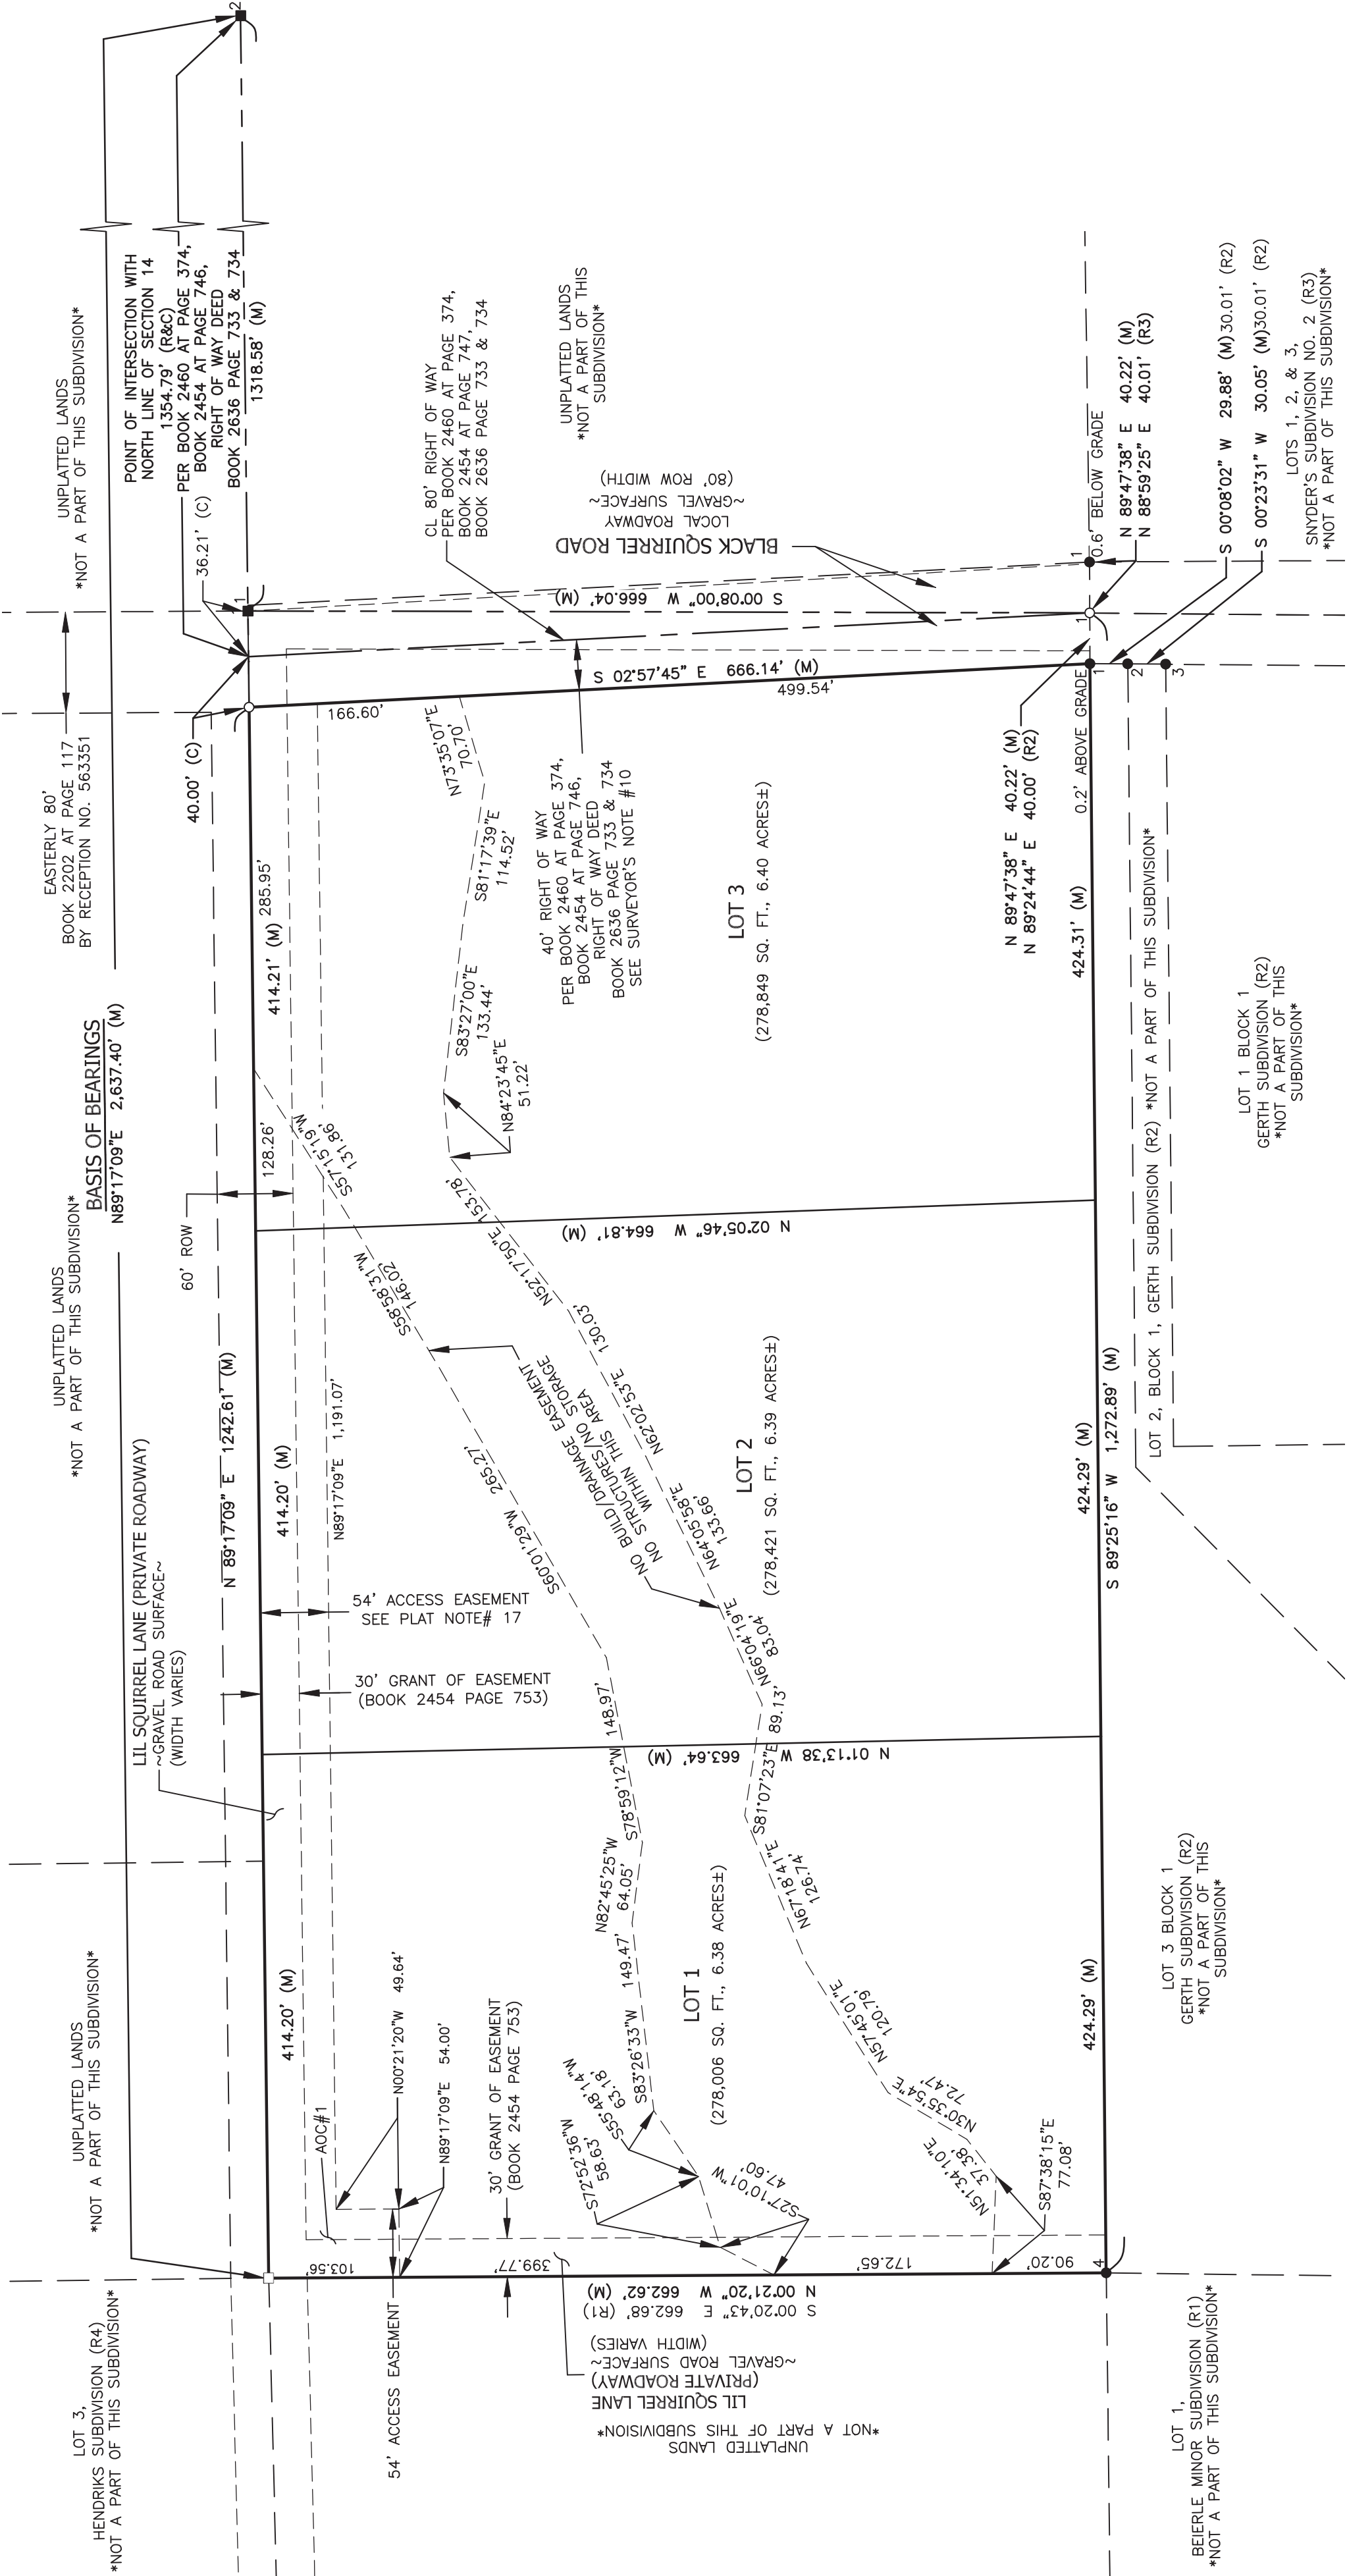 LOT 3,
HENDRIKS SUBDIVISION (R4)
*NOT A PART OF THIS SUBDIVISION*
UNPLATTED LANDS
*NOT A PART OF THIS SUBDIVISION*
UNPLATTED LANDS
*NOT A PART OF THIS SUBDIVISION*
BASIS OF BEARINGS
N89°17'09"E 2,637.40' (M)
EASTERLY 80'
BOOK 2202 AT PAGE 117
BY RECEPTION NO. 563351
UNPLATTED LANDS
*NOT A PART OF THIS SUBDIVISION*
POINT OF INTERSECTION WITH
NORTH LINE OF SECTION 14
1354.79' (R&C)
PER BOOK 2460 AT PAGE 374,
BOOK 2454 AT PAGE 746,
RIGHT OF WAY DEED
BOOK 2636 PAGE 733 & 734
1318.58' (M)
2
1
36.21' (C)
40.00' (C)
LIL SQUIRREL LANE (PRIVATE ROADWAY)
~GRAVEL ROAD SURFACE~
(WIDTH VARIES)
N 89°17'09" E 1242.61' (M)
60' ROW
414.20' (M)
414.20' (M)
128.26'
414.21' (M)
285.95'
N89°17'09"E 1,191.07'
AOC#1
N00°21'20"W 49.64'
N89°17'09"E 54.00'
54' ACCESS EASEMENT
103.56'
30' GRANT OF EASEMENT
(BOOK 2454 PAGE 753)
399.77'
54' ACCESS EASEMENT
SEE PLAT NOTE# 17
30' GRANT OF EASEMENT
(BOOK 2454 PAGE 753)
S57°15'19"W
131.86'
S58°58'31"W
146.02'
S60°01'29"W 265.27'
S78°59'12"W 148.97'
N82°45'25"W
64.05'
S83°26'33"W 149.47'
S55°48'14"W
63.18'
S72°52'36"W
58.63'
S27°10'01"W
47.60'
NO BUILD/DRAINAGE EASEMENT
NO STRUCTURES/NO STORAGE
WITHIN THIS AREA
N73°35'07"E
70.70'
S81°17'39"E
114.52'
S83°27'00"E
133.44'
N84°23'45"E
51.22'
N52°17'50"E 153.78'
N62°02'53"E 130.03'
N64°05'58"E
133.66'
N66°04'19"E
83.04'
S81°07'23"E 89.13'
N67°18'41"E
126.74'
N57°45'01"E
120.79'
N30°35'54"E
72.47'
N51°34'10"E
37.38'
S87°38'15"E
77.08'
172.65'
90.20'
4
N 00°21'20" W 662.62' (M)
S 00°20'43" E 662.68' (R1)
LIL SQUIRREL LANE
(PRIVATE ROADWAY)
~GRAVEL ROAD SURFACE~
(WIDTH VARIES)
UNPLATTED LANDS
*NOT A PART OF THIS SUBDIVISION*
LOT 1
(278,006 SQ. FT., 6.38 ACRES±)
N 01°13'38 W 663.64' (M)
LOT 2
(278,421 SQ. FT., 6.39 ACRES±)
N 02°05'46" W 664.81' (M)
LOT 3
(278,849 SQ. FT., 6.40 ACRES±)
166.60'
S 02°57'45" E 666.14' (M)
499.54'
40' RIGHT OF WAY
PER BOOK 2460 AT PAGE 374,
BOOK 2454 AT PAGE 746,
RIGHT OF WAY DEED
BOOK 2636 PAGE 733 & 734
SEE SURVEYOR'S NOTE #10
S 00°08'00" W 666.04' (M)
CL 80' RIGHT OF WAY
PER BOOK 2460 AT PAGE 374,
BOOK 2454 AT PAGE 747,
BOOK 2636 PAGE 733 & 734
BLACK SQUIRREL ROAD
LOCAL ROADWAY
~GRAVEL SURFACE~
(80' ROW WIDTH)
UNPLATTED LANDS
*NOT A PART OF THIS
SUBDIVISION*
424.29' (M)
424.29' (M)
424.31' (M)
S 89°25'16" W 1,272.89' (M)
0.2' ABOVE GRADE
N 89°47'38" E 40.22' (M)
N 89°24'44" E 40.00' (R2)
0.6' BELOW GRADE
1
1
1
2
3
N 89°47'38" E 40.22' (M)
N 88°59'25" E 40.01' (R3)
S 00°08'02" W 29.88' (M)30.01' (R2)
S 00°23'31" W 30.05' (M)30.01' (R2)
LOTS 1, 2, & 3,
SNYDER'S SUBDIVISION NO. 2 (R3)
*NOT A PART OF THIS SUBDIVISION*
LOT 2, BLOCK 1, GERTH SUBDIVISION (R2) *NOT A PART OF THIS SUBDIVISION*
LOT 1 BLOCK 1
GERTH SUBDIVISION (R2)
*NOT A PART OF THIS
SUBDIVISION*
LOT 3 BLOCK 1
GERTH SUBDIVISION (R2)
*NOT A PART OF THIS
SUBDIVISION*
LOT 1,
BEIERLE MINOR SUBDIVISION (R1)
*NOT A PART OF THIS SUBDIVISION*